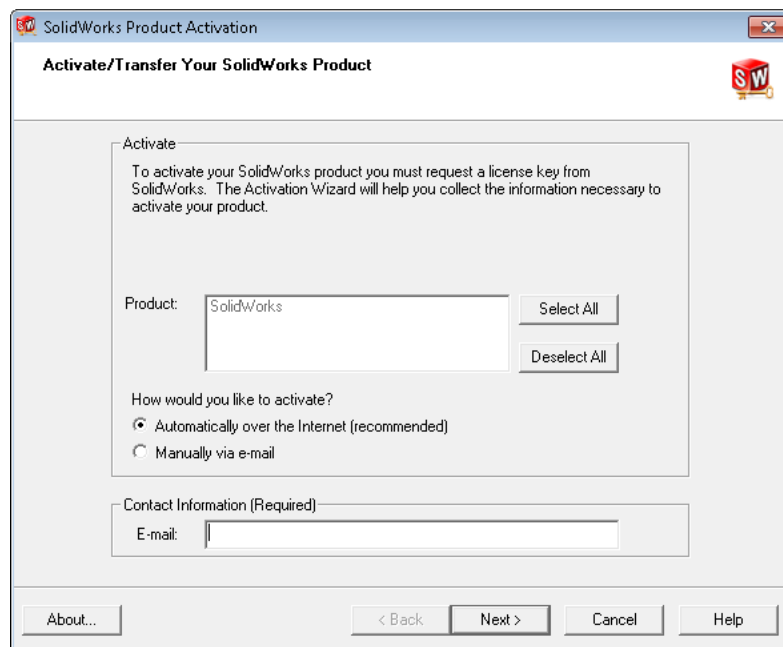 SolidWorks Product Activation
Activate/Transfer Your SolidWorks Product
SW
Activate
To activate your SolidWorks product you must request a license key from
SolidWorks. The Activation Wizard will help you collect the information necessary to
activate your product.
Product:
SolidWorks
Select All
Deselect All
How would you like to activate?
Automatically over the Internet (recommended)
Manually via e-mail
Contact Information (Required)
E-mail:
About...
< Back
Next >
Cancel
Help